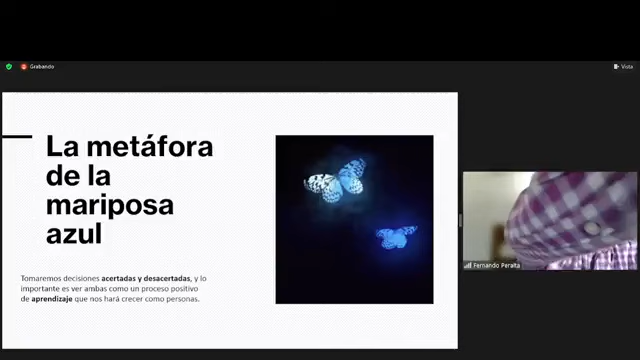 Grabando
Vista
La metáfora
de la
mariposa
azul
Tomaremos decisiones acertadas y desacertadas, y lo
importante es ver ambas como un proceso positivo
de aprendizaje que nos hará crecer como personas.
Fernando Peralta